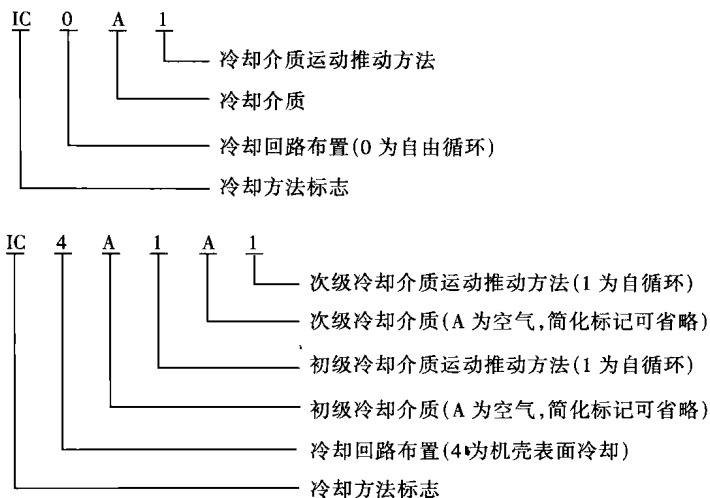 IC 0 A 1
冷却介质运动推动方法
冷却介质
冷却回路布置(0 为自由循环)
冷却方法标志
IC 4 A 1 A 1
次级冷却介质运动推动方法(1 为自循环)
次级冷却介质(A 为空气,简化标记可省略)
初级冷却介质运动推动方法(1 为自循环)
初级冷却介质(A 为空气,简化标记可省略)
冷却回路布置(4为机壳表面冷却)
冷却方法标志